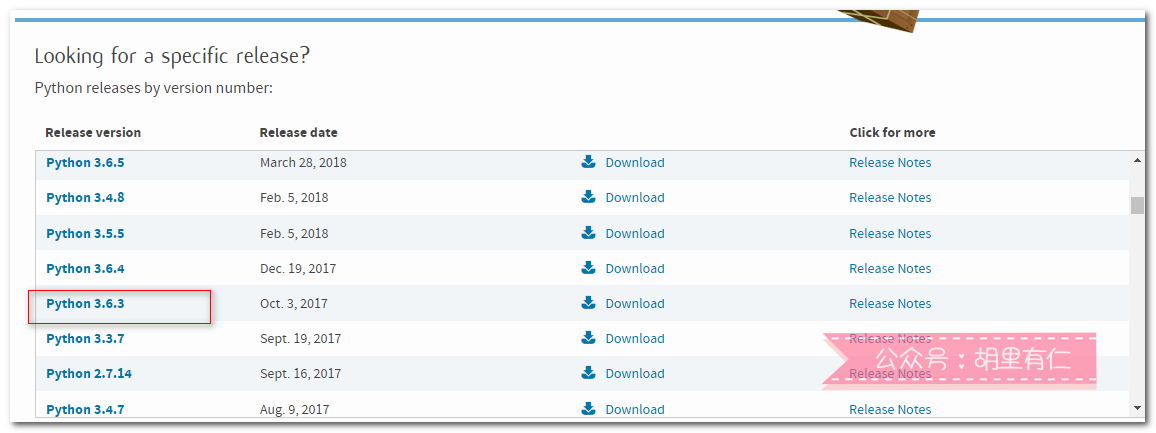 Looking for a specific release?
Python releases by version number:
Release version Release date Click for more
Python 3.6.5 March 28, 2018 Download Release Notes
Python 3.4.8 Feb. 5, 2018 Download Release Notes
Python 3.5.5 Feb. 5, 2018 Download Release Notes
Python 3.6.4 Dec. 19, 2017 Download Release Notes
Python 3.6.3 Oct. 3, 2017 Download Release Notes
Python 3.3.7 Sept. 19, 2017 Download Release Notes
公众号:胡里有仁
Python 2.7.14 Sept. 16, 2017 Download Release Notes
Python 3.4.7 Aug. 9, 2017 Download Release Notes